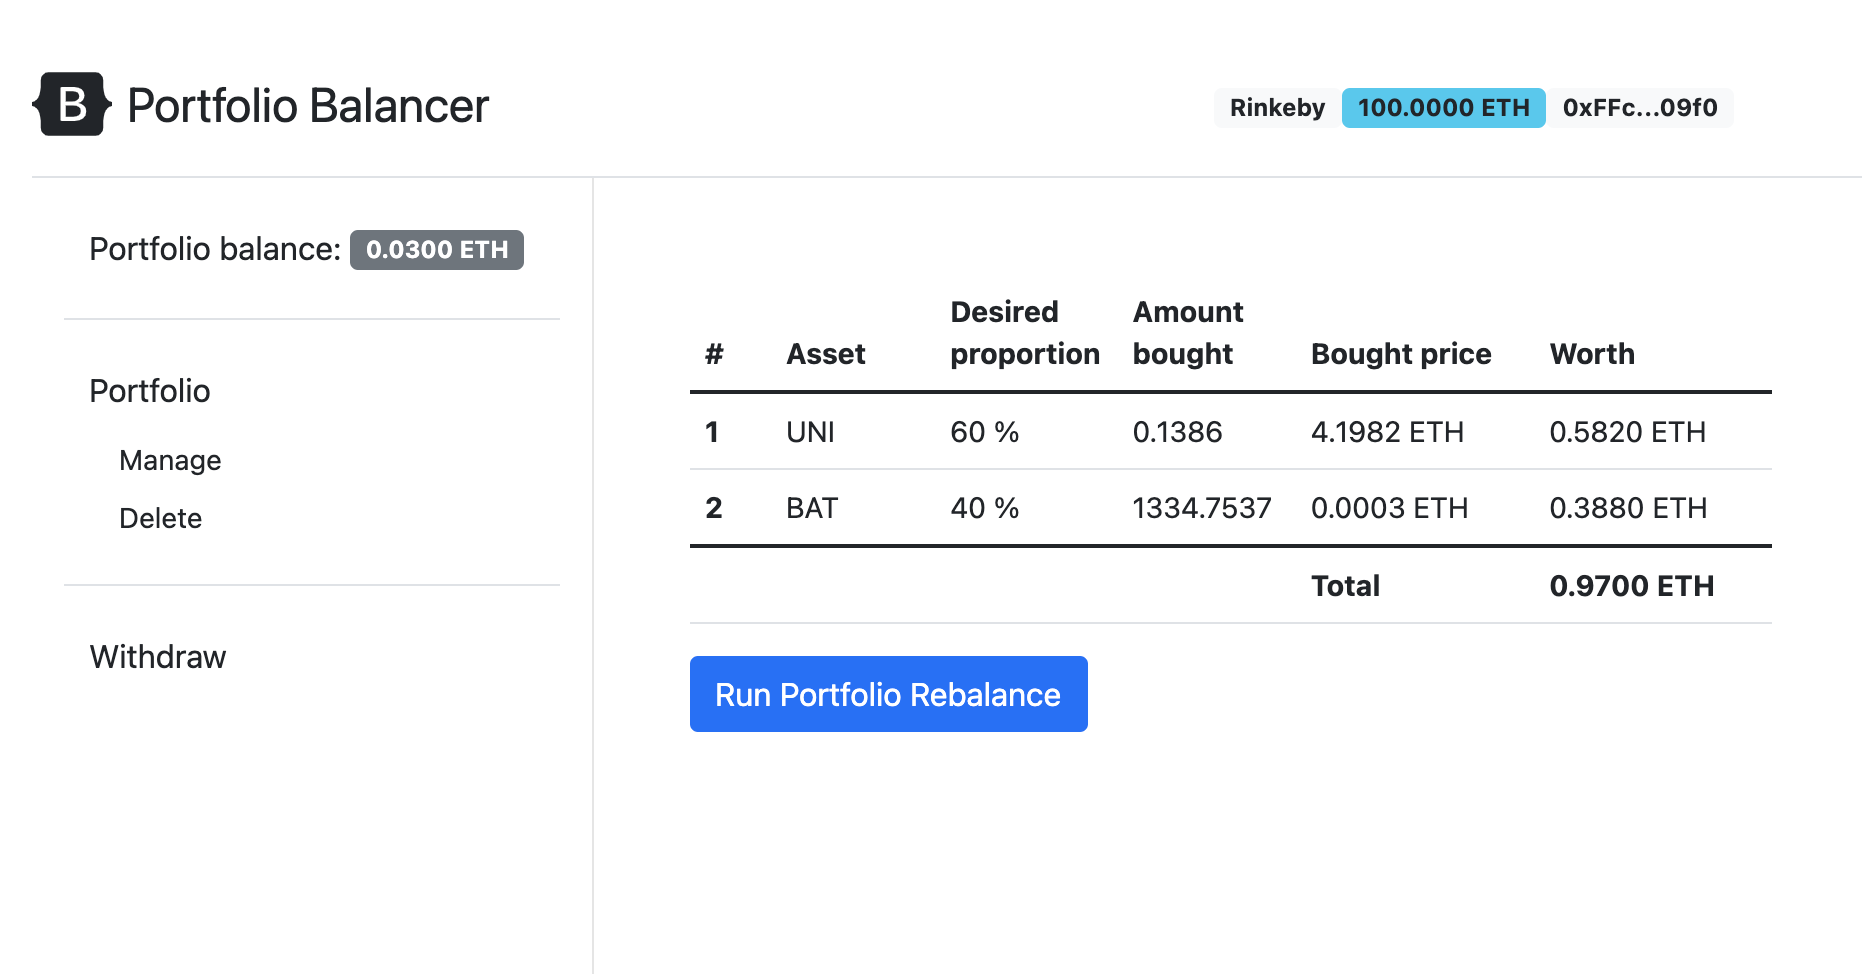 B Portfolio Balancer
Rinkeby 100.0000 ETH 0xFFc...09f0
Portfolio balance: 0.0300 ETH
Portfolio
Manage
Delete
Withdraw
# Asset Desired proportion Amount bought Bought price Worth
1 UNI 60 % 0.1386 4.1982 ETH 0.5820 ETH
2 BAT 40 % 1334.7537 0.0003 ETH 0.3880 ETH
Total 0.9700 ETH
Run Portfolio Rebalance